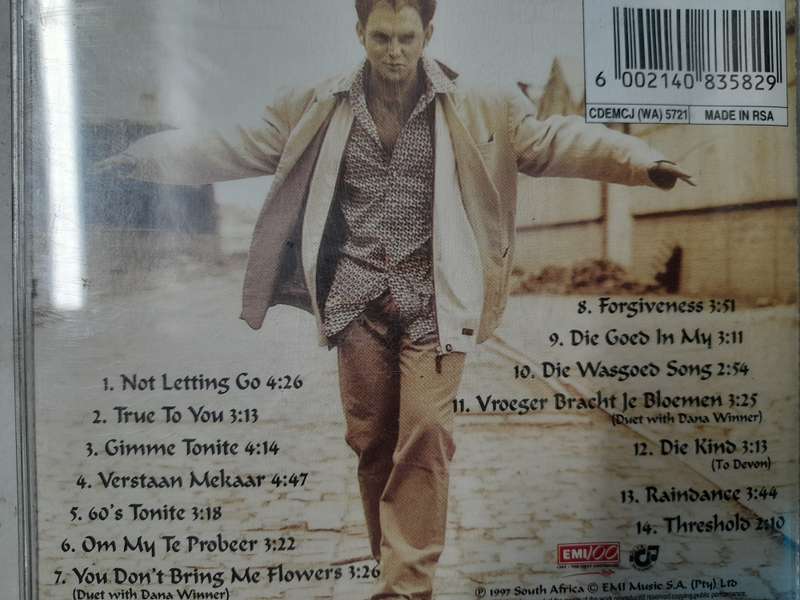 6 002140 835829
CDEMCJ (WA) 5721 MADE IN RSA
1. Not Letting Go 4:26
2. True To You 3:13
3. Gimme Tonite 4:14
4. Verstaan Mekaar 4:47
5. 60's Tonite 3:18
6. Om My Te Probeer 3:22
7. You Don't Bring Me Flowers 3:26
(Duet with Dana Winner)
8. Forgiveness 3:51
9. Die Goed In My 3:11
10. Die Wasgoed Song 2:54
11. Vroeger Bracht Je Bloemen 3:25
(Duet with Dana Winner)
12. Die Kind 3:13
(To Devon)
13. Raindance 3:44
14. Threshold 2:10
EMI 100
℗ 1997 South Africa © EMI Music S.A. (Pty) Ltd